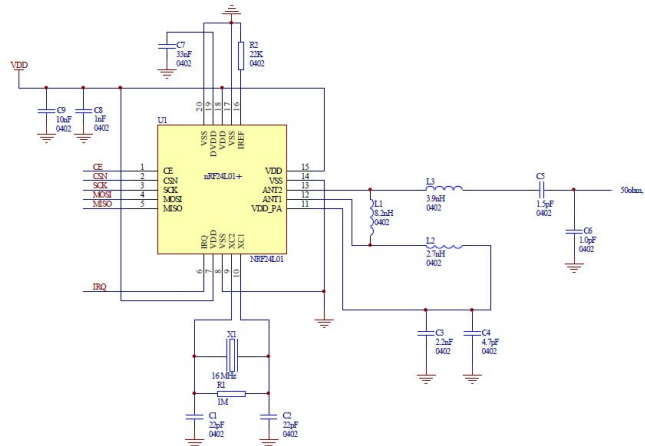 VDD
C7
33nF
0402
R2
22K
0402
C9
10nF
0402
C8
1nF
0402
U1
20
19
18
17
16
VSS
DVDD
VDD
VSS
IREF
nRF24L01+
CE 1 CE
CSN 2 CSN
SCK 3 SCK
MOSI 4 MOSI
MISO 5 MISO
VDD 15
VSS 14
ANT2 13
ANT1 12
VDD_PA 11
IRQ
VDD
VSS
XC2
XC1
6
7
8
9
10
NRF24L01
IRQ
L3
3.9nH
0402
L1
8.2nH
0402
L2
2.7nH
0402
C5
1.5pF
0402
50ohm,
C6
1.0pF
0402
C3
2.2nF
0402
C4
4.7pF
0402
X1
16 MHz
R1
1M
C1
22pF
0402
C2
22pF
0402